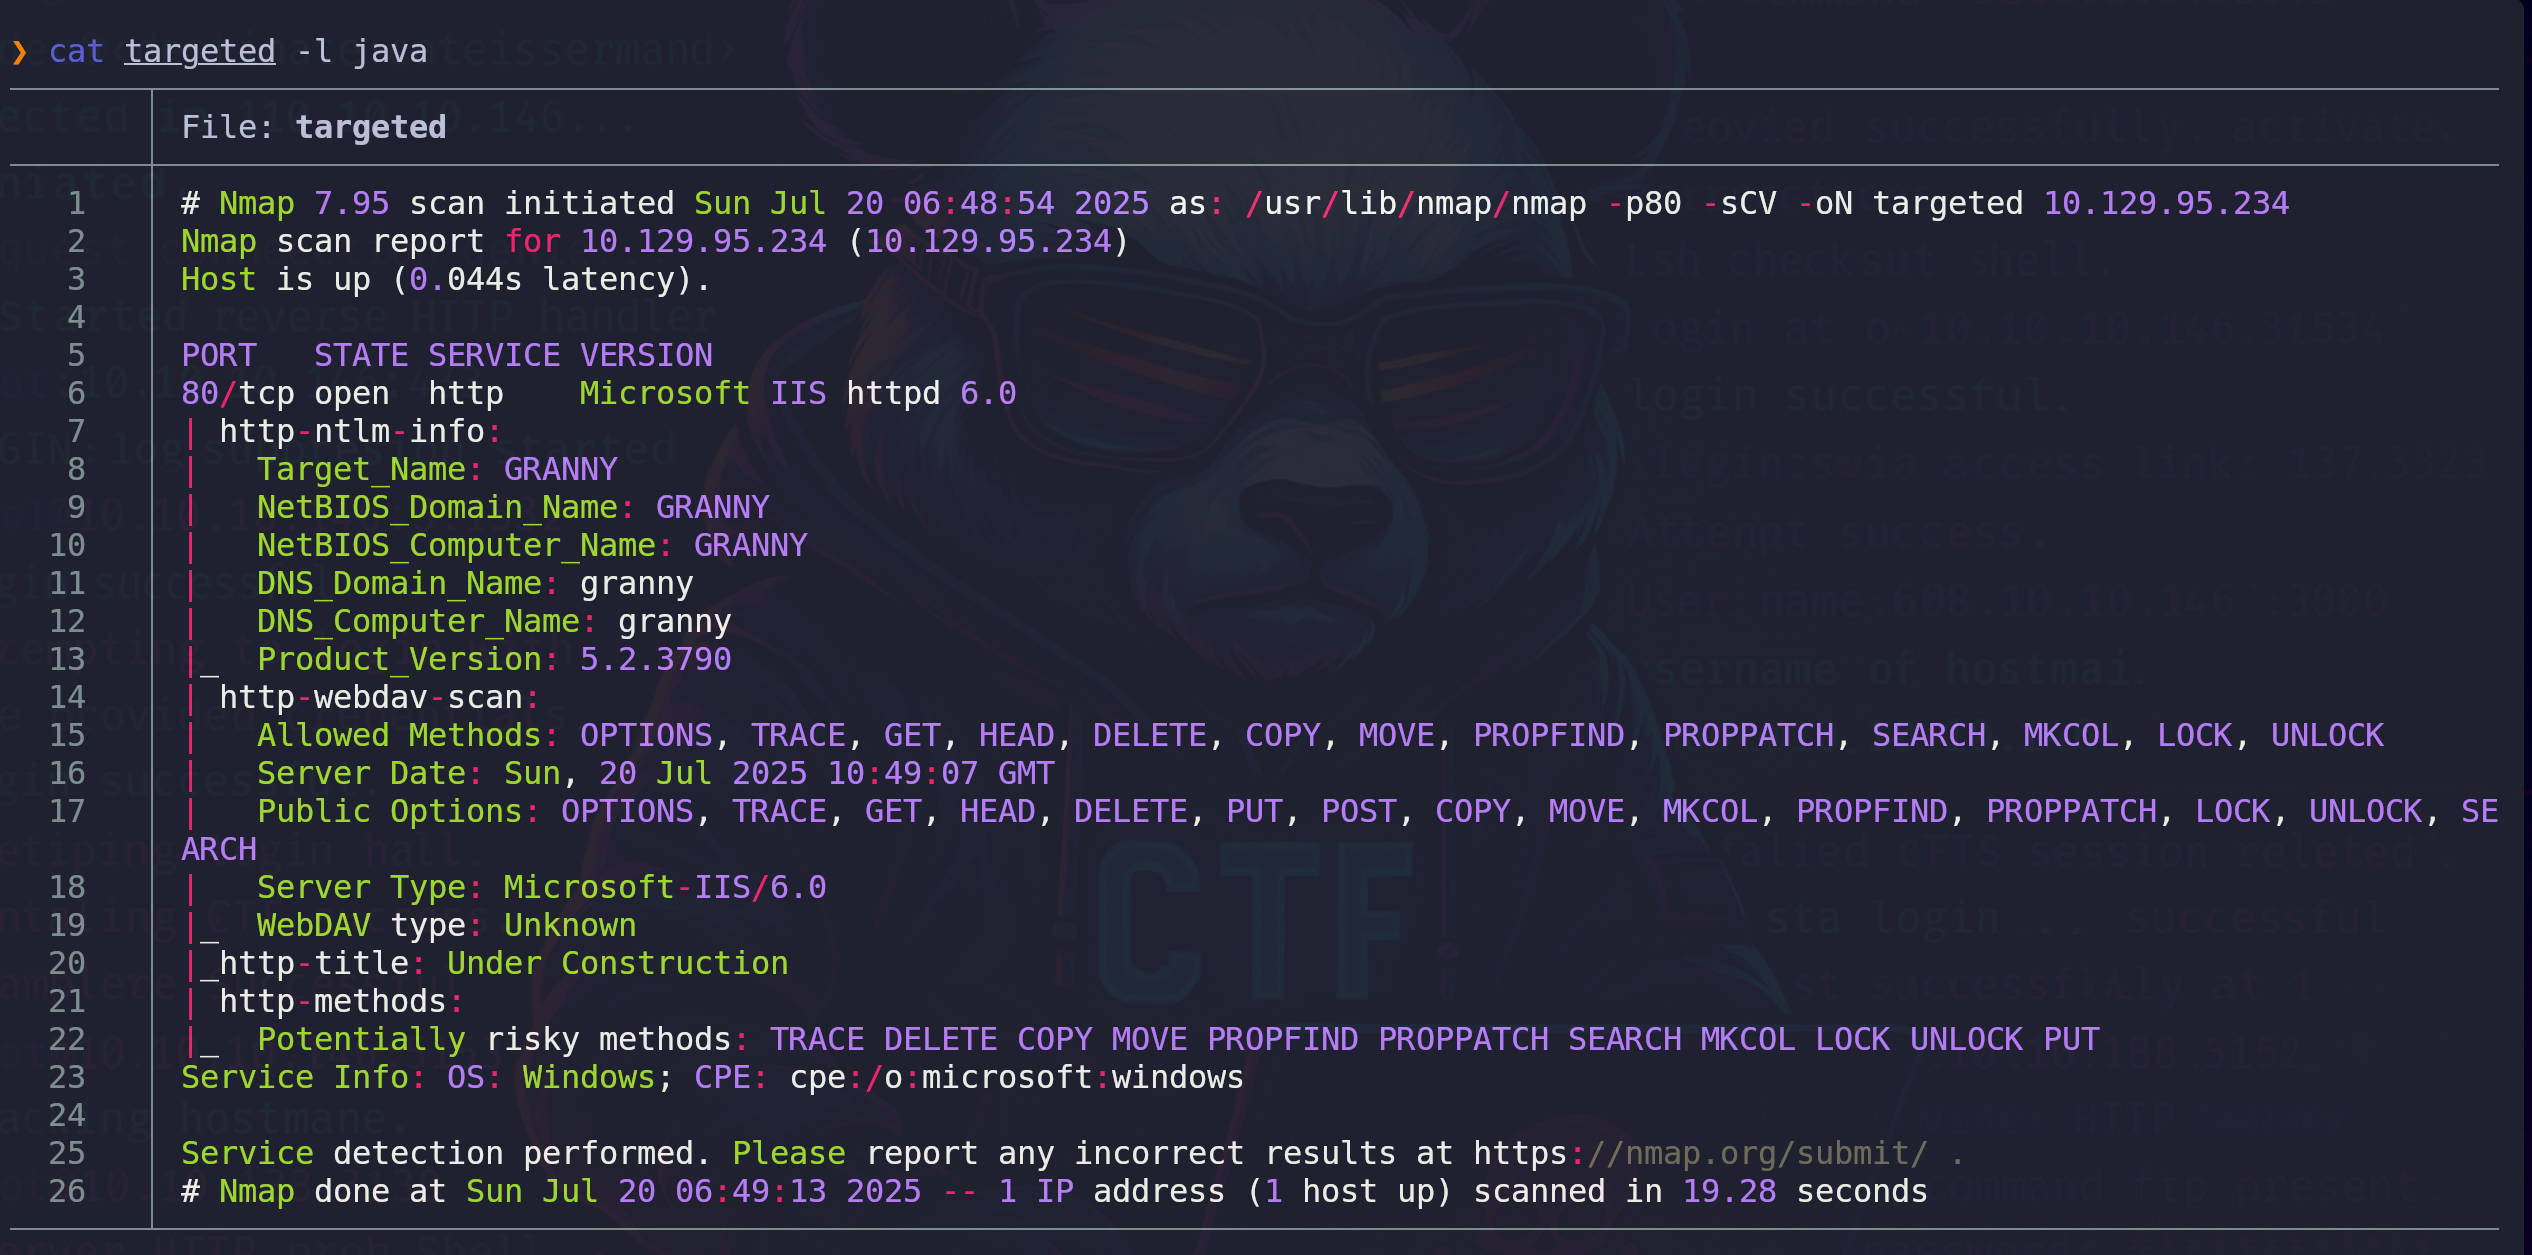 ❯ cat targeted -l java
File: targeted
1 # Nmap 7.95 scan initiated Sun Jul 20 06:48:54 2025 as: /usr/lib/nmap/nmap -p80 -sCV -oN targeted 10.129.95.234
2 Nmap scan report for 10.129.95.234 (10.129.95.234)
3 Host is up (0.044s latency).
4
5 PORT   STATE SERVICE VERSION
6 80/tcp open  http    Microsoft IIS httpd 6.0
7 | http-ntlm-info:
8 |   Target_Name: GRANNY
9 |   NetBIOS_Domain_Name: GRANNY
10 |   NetBIOS_Computer_Name: GRANNY
11 |   DNS_Domain_Name: granny
12 |   DNS_Computer_Name: granny
13 |_  Product_Version: 5.2.3790
14 | http-webdav-scan:
15 |   Allowed Methods: OPTIONS, TRACE, GET, HEAD, DELETE, COPY, MOVE, PROPFIND, PROPPATCH, SEARCH, MKCOL, LOCK, UNLOCK
16 |   Server Date: Sun, 20 Jul 2025 10:49:07 GMT
17 |   Public Options: OPTIONS, TRACE, GET, HEAD, DELETE, PUT, POST, COPY, MOVE, MKCOL, PROPFIND, PROPPATCH, LOCK, UNLOCK, SE
ARCH
18 |   Server Type: Microsoft-IIS/6.0
19 |_  WebDAV type: Unknown
20 |_http-title: Under Construction
21 | http-methods:
22 |_  Potentially risky methods: TRACE DELETE COPY MOVE PROPFIND PROPPATCH SEARCH MKCOL LOCK UNLOCK PUT
23 Service Info: OS: Windows; CPE: cpe:/o:microsoft:windows
24
25 Service detection performed. Please report any incorrect results at https://nmap.org/submit/ .
26 # Nmap done at Sun Jul 20 06:49:13 2025 -- 1 IP address (1 host up) scanned in 19.28 seconds
CTF